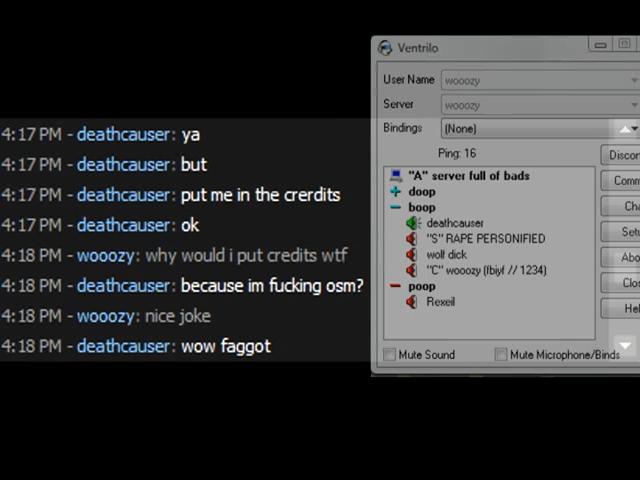 4:17 PM - deathcauser: ya
4:17 PM - deathcauser: but
4:17 PM - deathcauser: put me in the crerdits
4:17 PM - deathcauser: ok
4:18 PM - wooozy: why would i put credits wtf
4:18 PM - deathcauser: because im fucking osm?
4:18 PM - wooozy: nice joke
4:18 PM - deathcauser: wow faggot
Ventrilo
User Name wooozy
Server wooozy
Bindings (None)
Ping: 16
Discon
Comm
Cha
Setu
Abo
Clos
Hel
"A" server full of bads
doop
boop
deathcauser
"S" RAPE PERSONIFIED
wolf dick
"C" wooozy (fbiyf // 1234)
poop
Rexeil
Mute Sound
Mute Microphone/Binds